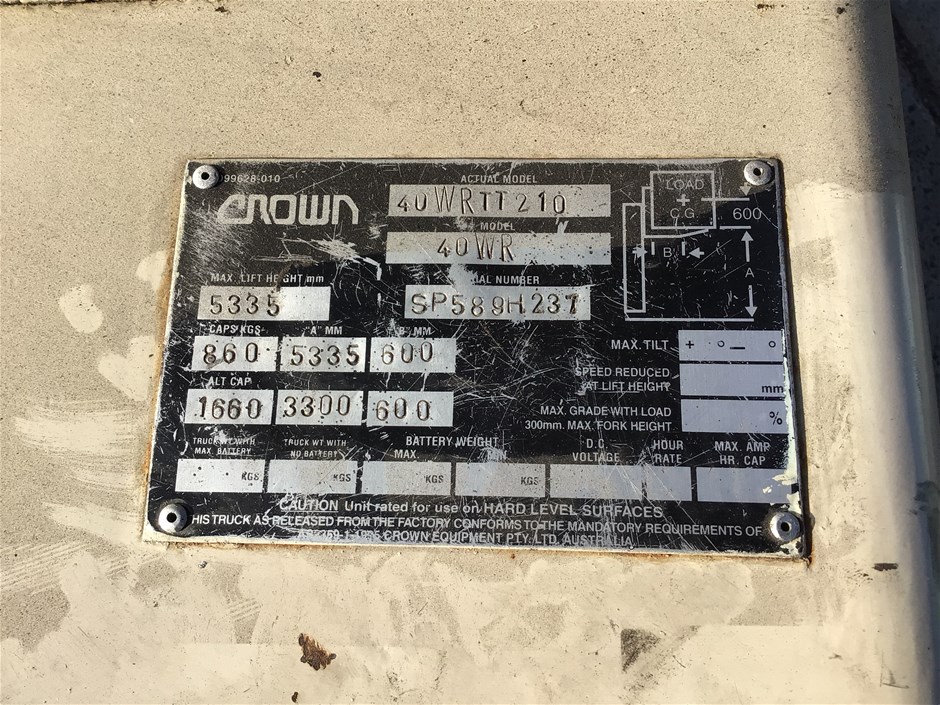 99628-010
CROWN
ACTUAL MODEL
40WRTT210
MODEL
40WR
MAX. LIFT HEIGHT mm
5335
SERIAL NUMBER
SP589H237
LOAD
+
C.G
600
B
A
CAPS KGS "A" MM "B" MM
860 5335 600
ALT CAP
1660 3300 600
MAX. TILT + ° — °
SPEED REDUCED
AT LIFT HEIGHT mm
MAX. GRADE WITH LOAD
300mm. MAX. FORK HEIGHT %
TRUCK WT WITH
MAX BATTERY
KGS
TRUCK WT WITH
NO BATTERY
KGS
BATTERY WEIGHT
MAX. MIN
KGS KGS
D.C.
VOLTAGE
HOUR
RATE
MAX. AMP
HR. CAP
CAUTION Unit rated for use on HARD LEVEL SURFACES
THIS TRUCK AS RELEASED FROM THE FACTORY CONFORMS TO THE MANDATORY REQUIREMENTS OF
CROWN EQUIPMENT PTY. LTD. AUSTRALIA